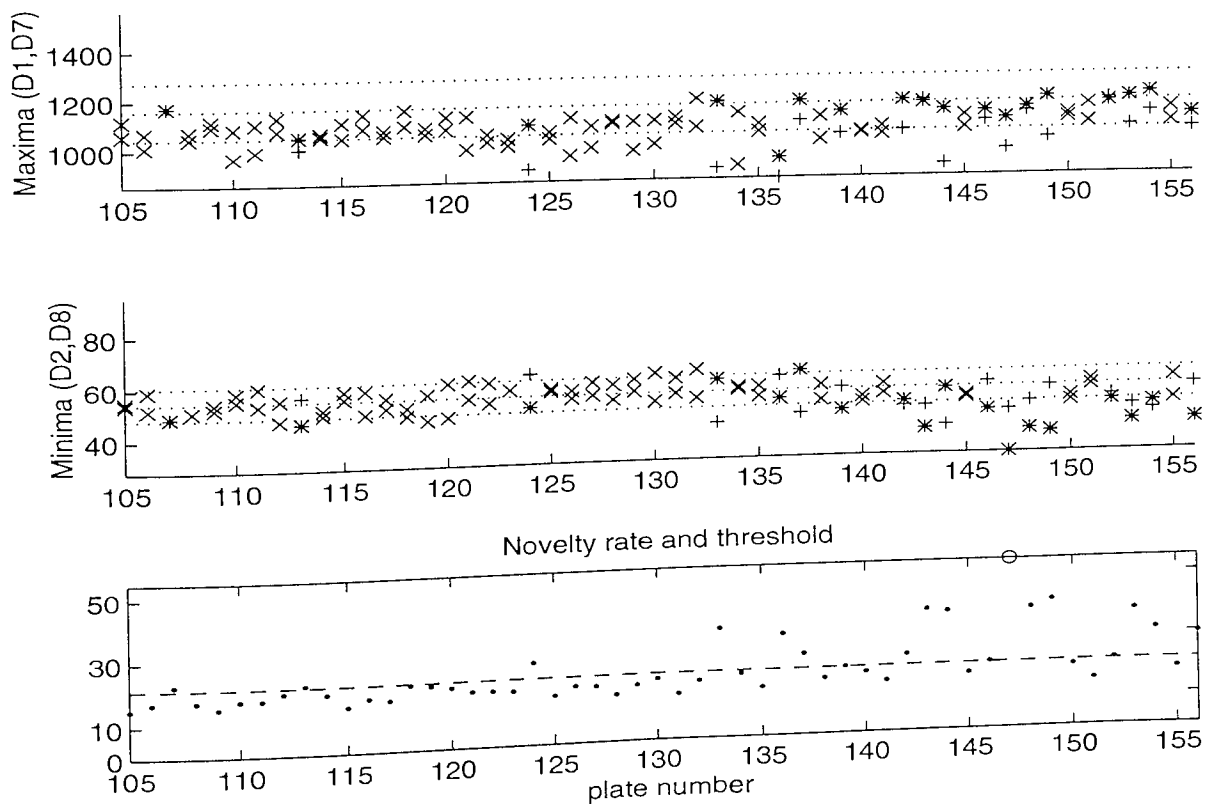 Maxima (D1,D7)
1400
1200
1000
105 110 115 120 125 130 135 140 145 150 155
Minima (D2,D8)
80
60
40
105 110 115 120 125 130 135 140 145 150 155
Novelty rate and threshold
50
30
10
0
105 110 115 120 125 130 135 140 145 150 155
plate number